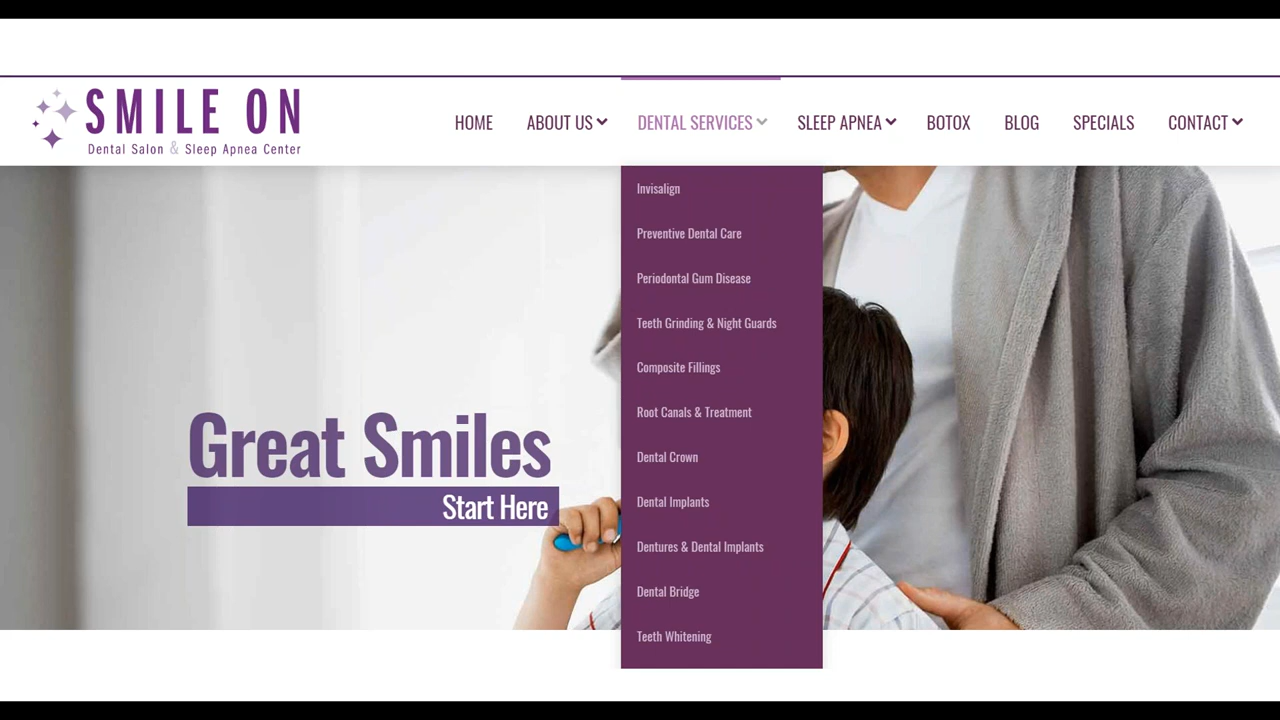 SMILE ON
Dental Salon & Sleep Apnea Center
HOME
ABOUT US
DENTAL SERVICES
SLEEP APNEA
BOTOX
BLOG
SPECIALS
CONTACT
Invisalign
Preventive Dental Care
Periodontal Gum Disease
Teeth Grinding & Night Guards
Composite Fillings
Root Canals & Treatment
Dental Crown
Dental Implants
Dentures & Dental Implants
Dental Bridge
Teeth Whitening
Great Smiles
Start Here